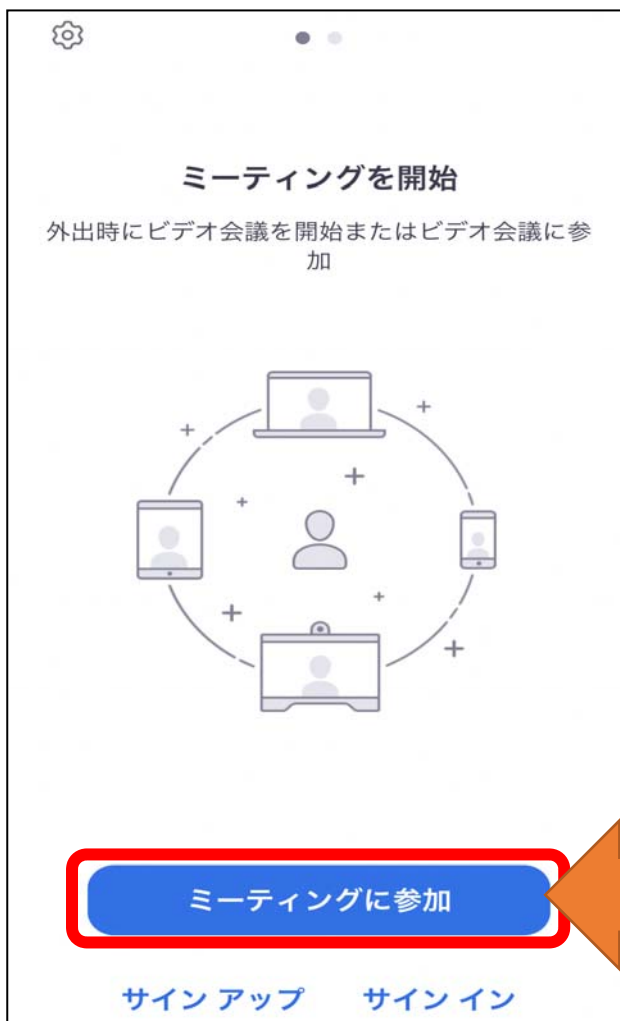 ミーティングを開始
外出時にビデオ会議を開始またはビデオ会議に参
加
ミーティングに参加
サイン アップ サイン イン